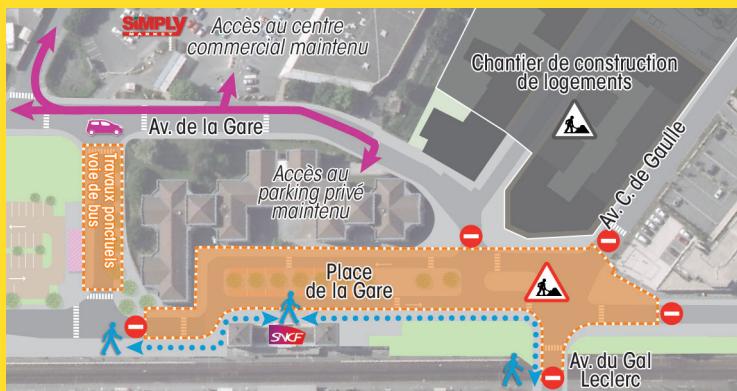 SIMPLY
MARKET
Accès au centre
commercial maintenu
Chantier de construction
de logements
Av. de la Gare
Av. C. de Gaulle
Travaux ponctuels
voie de bus
Accès au
parking privé
maintenu
Place
de la Gare
SNCF
Av. du Gal
Leclerc